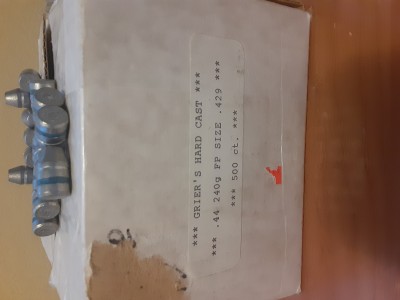 *** GRIER'S HARD CAST ***
*** .44 240g FP SIZE .429 ***
*** 500 ct. ***